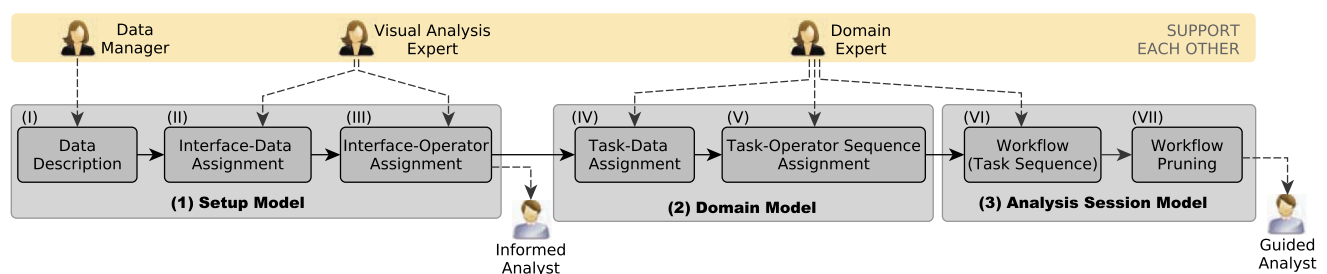 Data
Manager
Visual Analysis
Expert
Domain
Expert
SUPPORT
EACH OTHER
(I)
Data
Description
(II)
Interface-Data
Assignment
(III)
Interface-Operator
Assignment
(1) Setup Model
Informed
Analyst
(IV)
Task-Data
Assignment
(V)
Task-Operator Sequence
Assignment
(2) Domain Model
(VI)
Workflow
(Task Sequence)
(VII)
Workflow
Pruning
(3) Analysis Session Model
Guided
Analyst